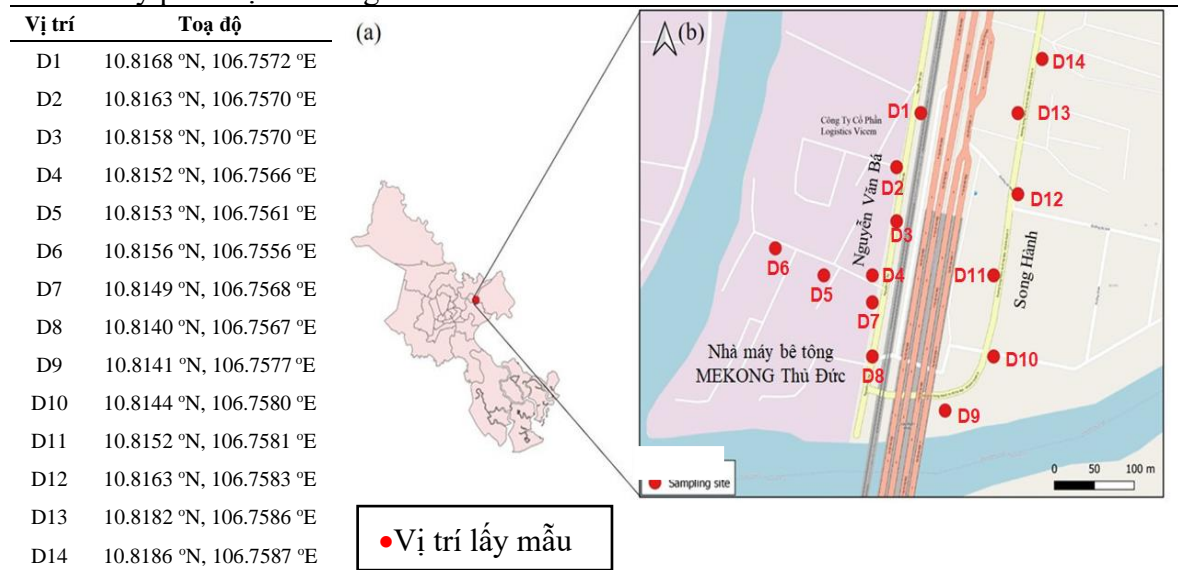 Vị trí Toạ độ
D1 10.8168 ºN, 106.7572 ºE
D2 10.8163 ºN, 106.7570 ºE
D3 10.8158 ºN, 106.7570 ºE
D4 10.8152 ºN, 106.7566 ºE
D5 10.8153 ºN, 106.7561 ºE
D6 10.8156 ºN, 106.7556 ºE
D7 10.8149 ºN, 106.7568 ºE
D8 10.8140 ºN, 106.7567 ºE
D9 10.8141 ºN, 106.7577 ºE
D10 10.8144 ºN, 106.7580 ºE
D11 10.8152 ºN, 106.7581 ºE
D12 10.8163 ºN, 106.7583 ºE
D13 10.8182 ºN, 106.7586 ºE
D14 10.8186 ºN, 106.7587 ºE
(a)
(b)
D14
D1
D13
Công Ty Cổ Phần
Logistics Vicem
D2
D12
Nguyễn Văn Bá
D3
D6
D5
D4
D11
Song Hành
D7
Nhà máy bê tông
MEKONG Thủ Đức
D8
D10
D9
0 50 100 m
Sampling site
Vị trí lấy mẫu